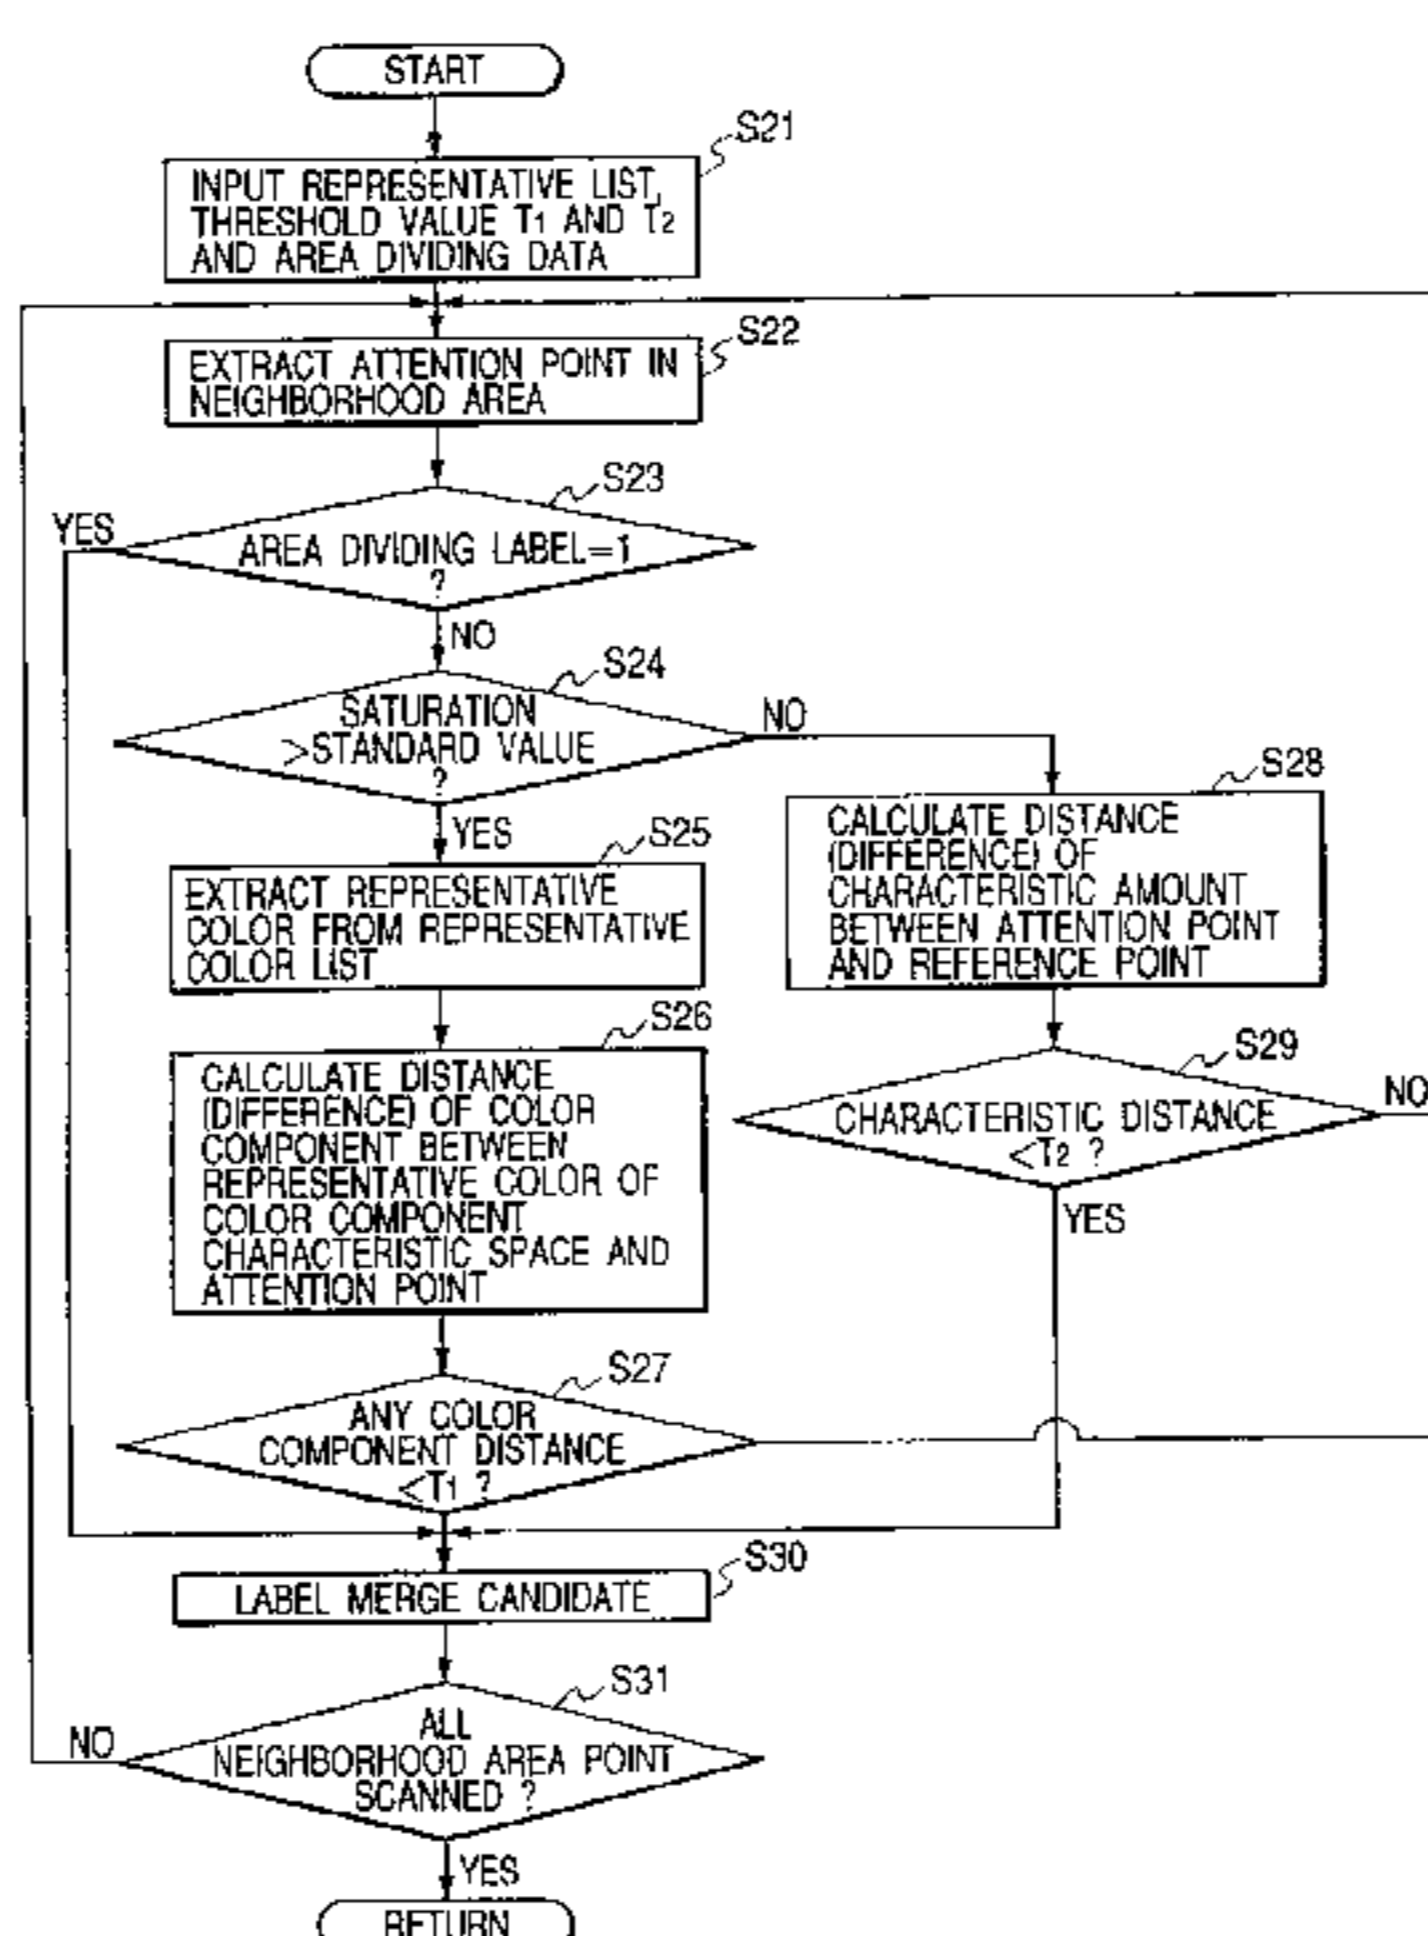 START
S21
INPUT REPRESENTATIVE LIST,
THRESHOLD VALUE T1 AND T2
AND AREA DIVIDING DATA
S22
EXTRACT ATTENTION POINT IN
NEIGHBORHOOD AREA
S23
YES
AREA DIVIDING LABEL=1
?
NO
S24
SATURATION
>STANDARD VALUE
?
NO
YES
S25
EXTRACT REPRESENTATIVE
COLOR FROM REPRESENTATIVE
COLOR LIST
S28
CALCULATE DISTANCE
(DIFFERENCE) OF
CHARACTERISTIC AMOUNT
BETWEEN ATTENTION POINT
AND REFERENCE POINT
S26
CALCULATE DISTANCE
(DIFFERENCE) OF COLOR
COMPONENT BETWEEN
REPRESENTATIVE COLOR OF
COLOR COMPONENT
CHARACTERISTIC SPACE AND
ATTENTION POINT
S29
CHARACTERISTIC DISTANCE
<T2 ?
NO
YES
S27
ANY COLOR
COMPONENT DISTANCE
<T1 ?
S30
LABEL MERGE CANDIDATE
S31
ALL
NEIGHBORHOOD AREA POINT
SCANNED ?
NO
YES
RETURN